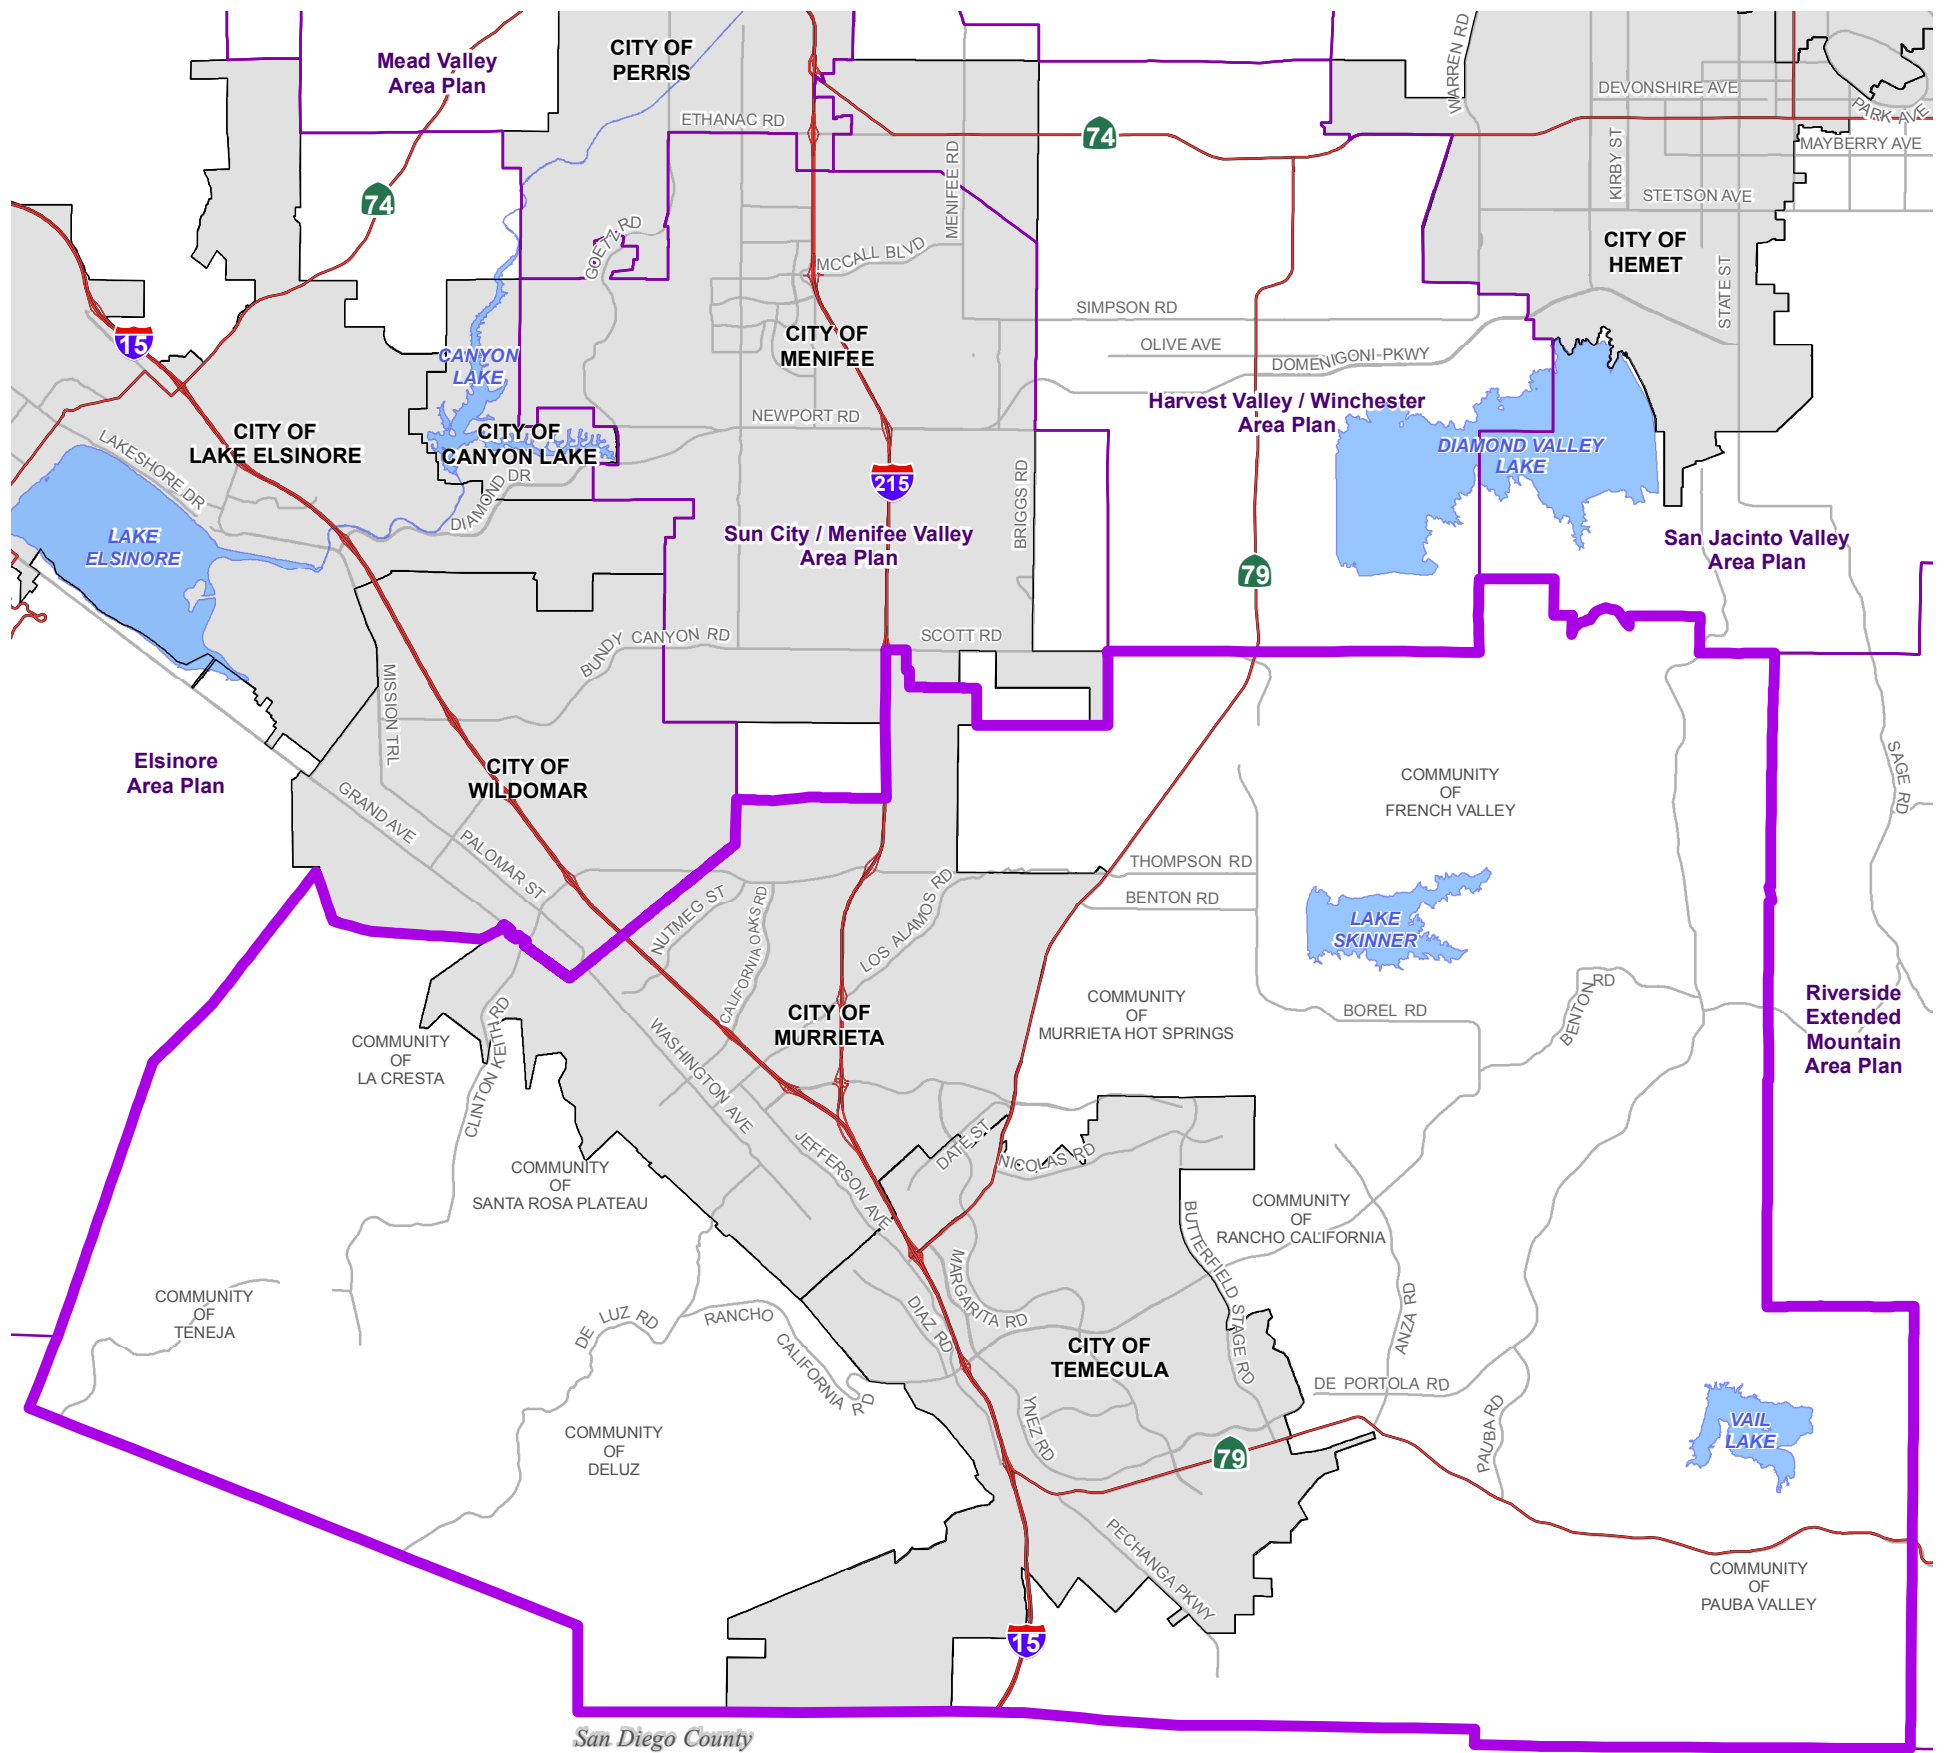 Mead Valley
Area Plan
CITY OF
PERRIS
WARREN RD
DEVONSHIRE AVE
PARK AVE
ETHANAC RD
74
MENIFEE RD
KIRBY ST
MAYBERRY AVE
STETSON AVE
74
GOETZ RD
MCCALL BLVD
CITY OF
HEMET
STATE ST
SIMPSON RD
15
CITY OF
MENIFEE
OLIVE AVE
DOMENIGONI PKWY
CANYON
LAKE
Harvest Valley / Winchester
Area Plan
NEWPORT RD
CITY OF
LAKE ELSINORE
CITY OF
CANYON LAKE
LAKESHORE DR
DIAMOND DR
DIAMOND VALLEY
LAKE
215
BRIGGS RD
LAKE
ELSINORE
Sun City / Menifee Valley
Area Plan
San Jacinto Valley
Area Plan
79
BUNDY CANYON RD
SCOTT RD
MISSION TRL
Elsinore
Area Plan
CITY OF
WILDOMAR
COMMUNITY
OF
FRENCH VALLEY
SAGE RD
GRAND AVE
PALOMAR ST
THOMPSON RD
BENTON RD
NUTMEG ST
CALIFORNIA OAKS RD
LOS ALAMOS RD
LAKE
SKINNER
CLINTON KEITH RD
COMMUNITY
OF
LA CRESTA
WASHINGTON AVE
CITY OF
MURRIETA
COMMUNITY
OF
MURRIETA HOT SPRINGS
BOREL RD
BENTON RD
Riverside
Extended
Mountain
Area Plan
JEFFERSON AVE
DATE ST
NICOLAS RD
COMMUNITY
OF
SANTA ROSA PLATEAU
COMMUNITY
OF
RANCHO CALIFORNIA
BUTTERFIELD STAGE RD
MARGARITA RD
COMMUNITY
OF
TENEJA
DE LUZ RD
RANCHO CALIFORNIA RD
DIAZ RD
ANZA RD
CITY OF
TEMECULA
DE PORTOLA RD
YNEZ RD
PAUBA RD
VAIL
LAKE
COMMUNITY
OF
DELUZ
79
PECHANGA PKWY
COMMUNITY
OF
PAUBA VALLEY
15
San Diego County